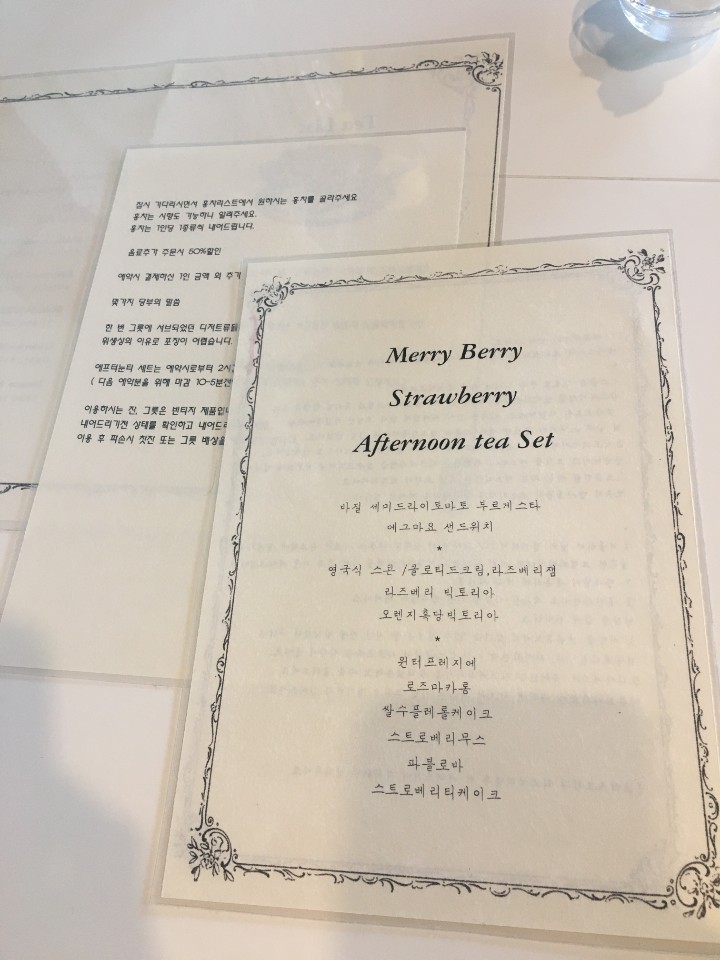 잠시 기다리시면서 홍차리스트에서 원하시는 홍차를 골라주세요
홍차는 시향도 가능하니 말려주세요.
홍차는 1인당 1종류씩 내어드립니다.
음료추가 주문시 50%할인
예약시 결제하신 1인 금액 외 추가
몇가지 당부의 말씀
한 번 그릇에 서브되었던 디저트류들
위생상의 이유로 포장이 어렵습니다.
애프터눈티 세트는 예약시로부터 2시간
( 다음 예약분을 위해 마감 10-5분전
이용하시는 잔, 그릇은 빈티지 제품입니
내어드리기전 상태를 확인하고 내어드
이용 후 파손시 찻잔 또는 그릇 배상을
Merry Berry
Strawberry
Afternoon tea Set
바질 세미드라이토마토 투르게스타
에그마요 샌드위치
*
영국식 스콘 /클로티드크림,라즈베리잼
라즈베리 빅토리아
오렌지흑당빅토리아
*
윈터프레지에
로즈마카롱
쌀수플레롤케이크
스트로베리무스
파블로바
스트로베리티케이크